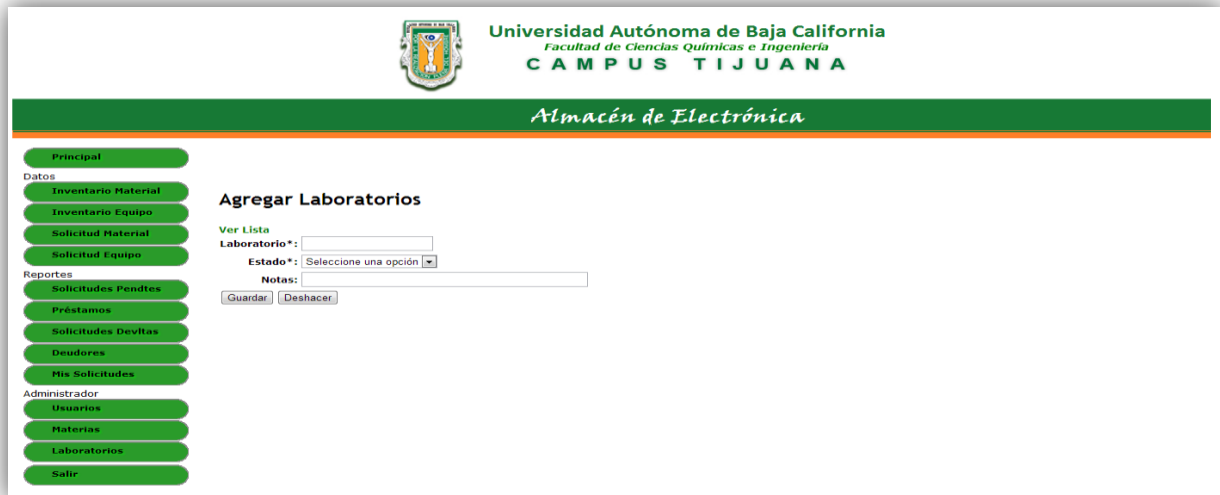 Universidad Autónoma de Baja California
Facultad de Ciencias Químicas e Ingeniería
CAMPUS TIJUANA
Almacén de Electrónica
Principal
Datos
Inventario Material
Inventario Equipo
Solicitud Material
Solicitud Equipo
Reportes
Solicitudes Pendtes
Préstamos
Solicitudes Devltas
Deudores
Mis Solicitudes
Administrador
Usuarios
Materias
Laboratorios
Salir
Agregar Laboratorios
Ver Lista
Laboratorio*:
Estado*: Seleccione una opción
Notas:
Guardar Deshacer